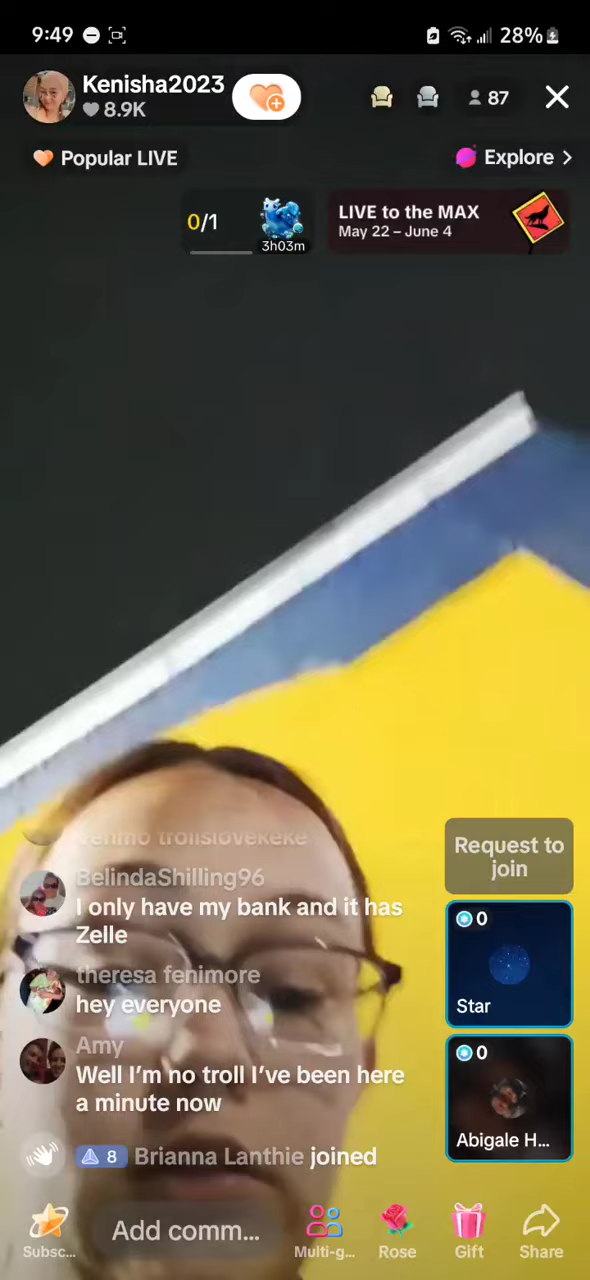 9:49
28%
Kenisha2023
8.9K
87
Popular LIVE
Explore >
0/1
3h03m
LIVE to the MAX
May 22 – June 4
Venmo trollslovekeke
Request to
join
BelindaShilling96
I only have my bank and it has
Zelle
0
Star
theresa fenimore
hey everyone
Amy
Well I'm no troll I've been here
a minute now
0
Abigale H...
8 Brianna Lanthie joined
Subsc...
Add comm...
Multi-g...
Rose
Gift
Share